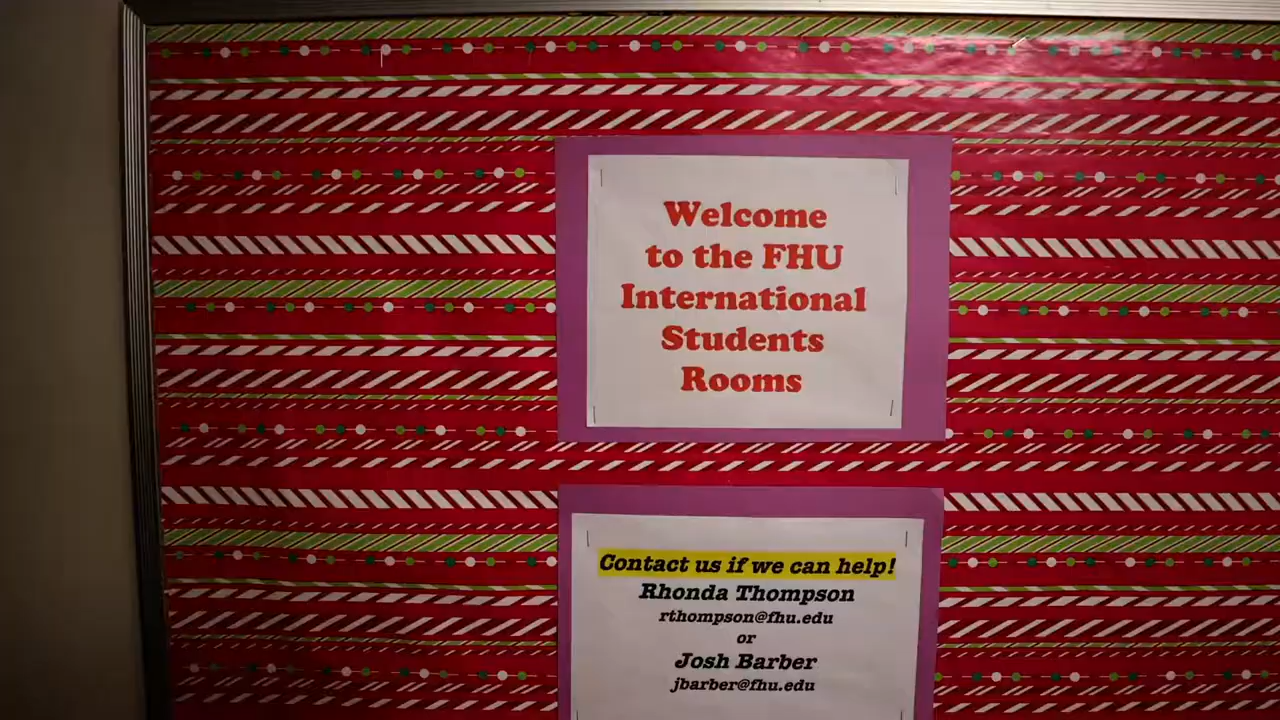 Welcome
to the FHU
International
Students
Rooms
Contact us if we can help!
Rhonda Thompson
rthompson@fhu.edu
or
Josh Barber
jbarber@fhu.edu